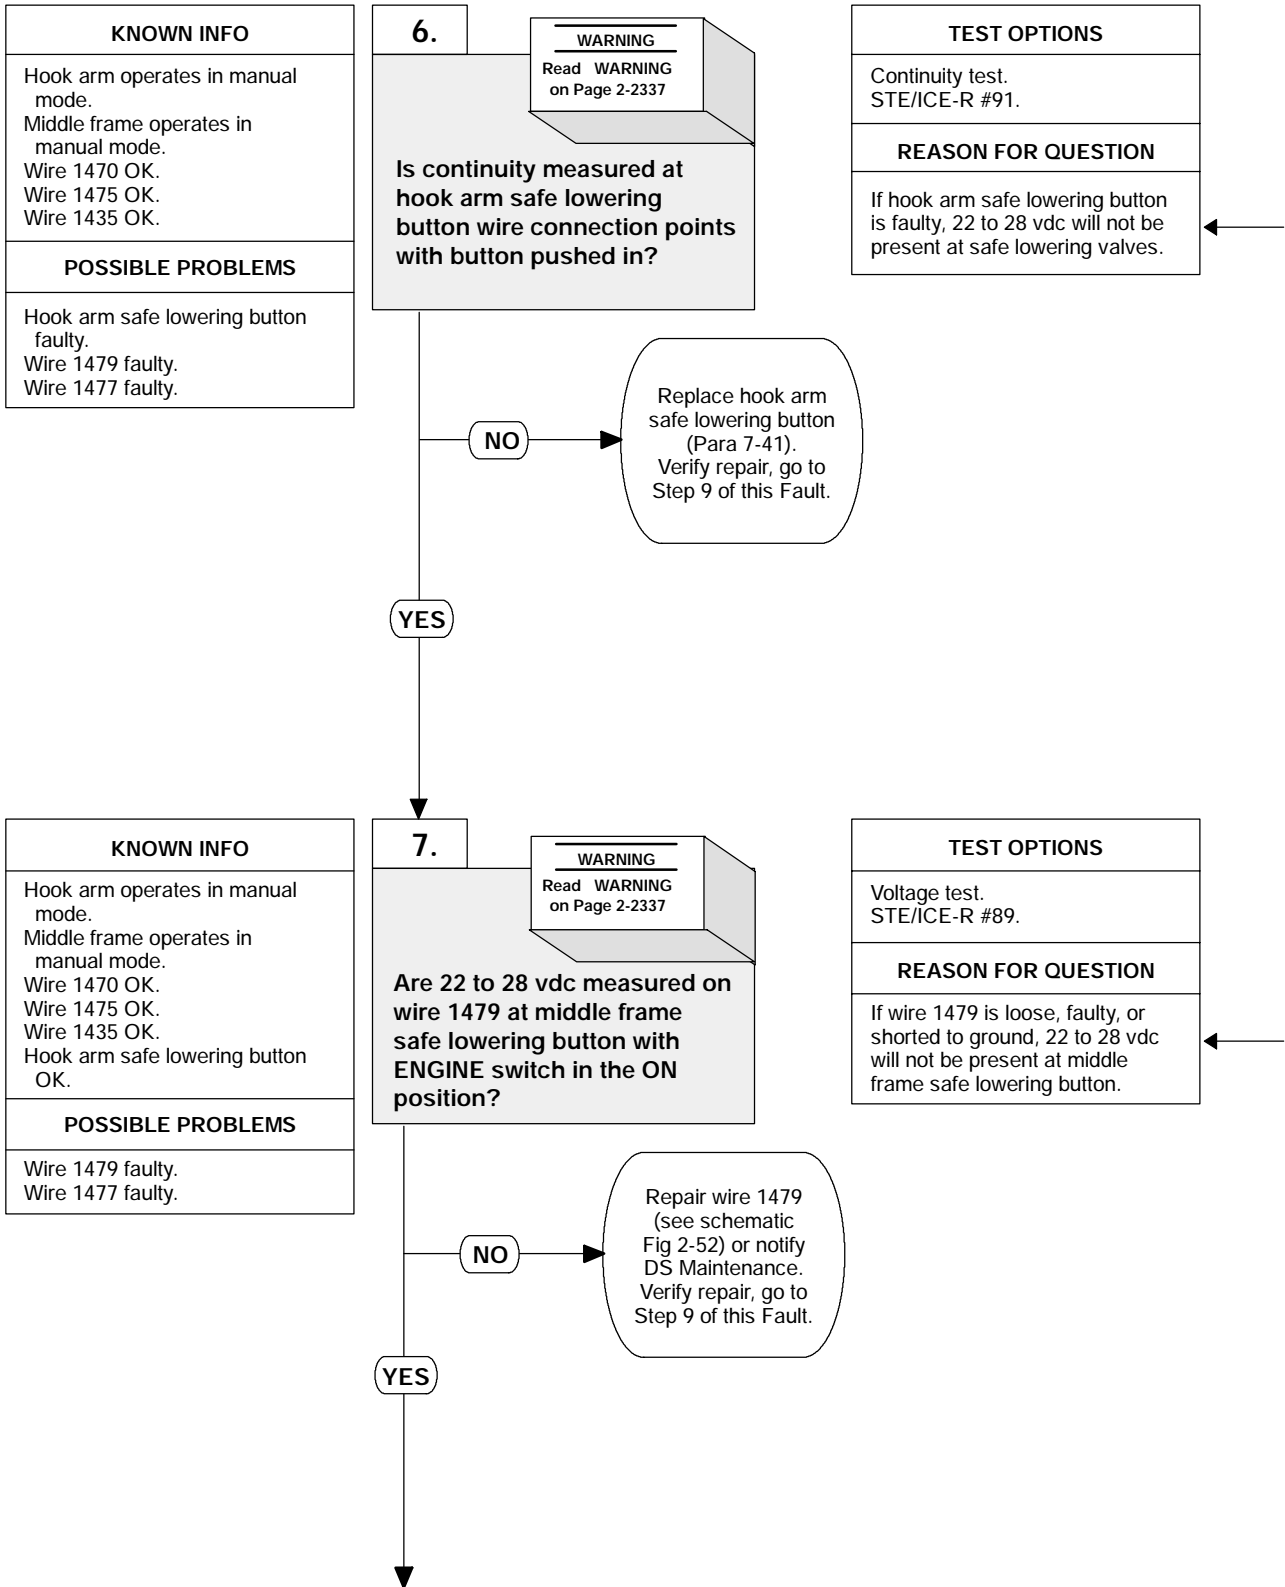 KNOWN INFO
Hook arm operates in manual
mode.
Middle frame operates in
manual mode.
Wire 1470 OK.
Wire 1475 OK.
Wire 1435 OK.
POSSIBLE PROBLEMS
Hook arm safe lowering button
faulty.
Wire 1479 faulty.
Wire 1477 faulty.
6.
WARNING
Read WARNING
on Page 2-2337
Is continuity measured at
hook arm safe lowering
button wire connection points
with button pushed in?
TEST OPTIONS
Continuity test.
STE/ICE-R #91.
REASON FOR QUESTION
If hook arm safe lowering button
is faulty, 22 to 28 vdc will not be
present at safe lowering valves.
NO
Replace hook arm
safe lowering button
(Para 7-41).
Verify repair, go to
Step 9 of this Fault.
YES
KNOWN INFO
Hook arm operates in manual
mode.
Middle frame operates in
manual mode.
Wire 1470 OK.
Wire 1475 OK.
Wire 1435 OK.
Hook arm safe lowering button
OK.
POSSIBLE PROBLEMS
Wire 1479 faulty.
Wire 1477 faulty.
7.
WARNING
Read WARNING
on Page 2-2337
Are 22 to 28 vdc measured on
wire 1479 at middle frame
safe lowering button with
ENGINE switch in the ON
position?
TEST OPTIONS
Voltage test.
STE/ICE-R #89.
REASON FOR QUESTION
If wire 1479 is loose, faulty, or
shorted to ground, 22 to 28 vdc
will not be present at middle
frame safe lowering button.
NO
Repair wire 1479
(see schematic
Fig 2-52) or notify
DS Maintenance.
Verify repair, go to
Step 9 of this Fault.
YES